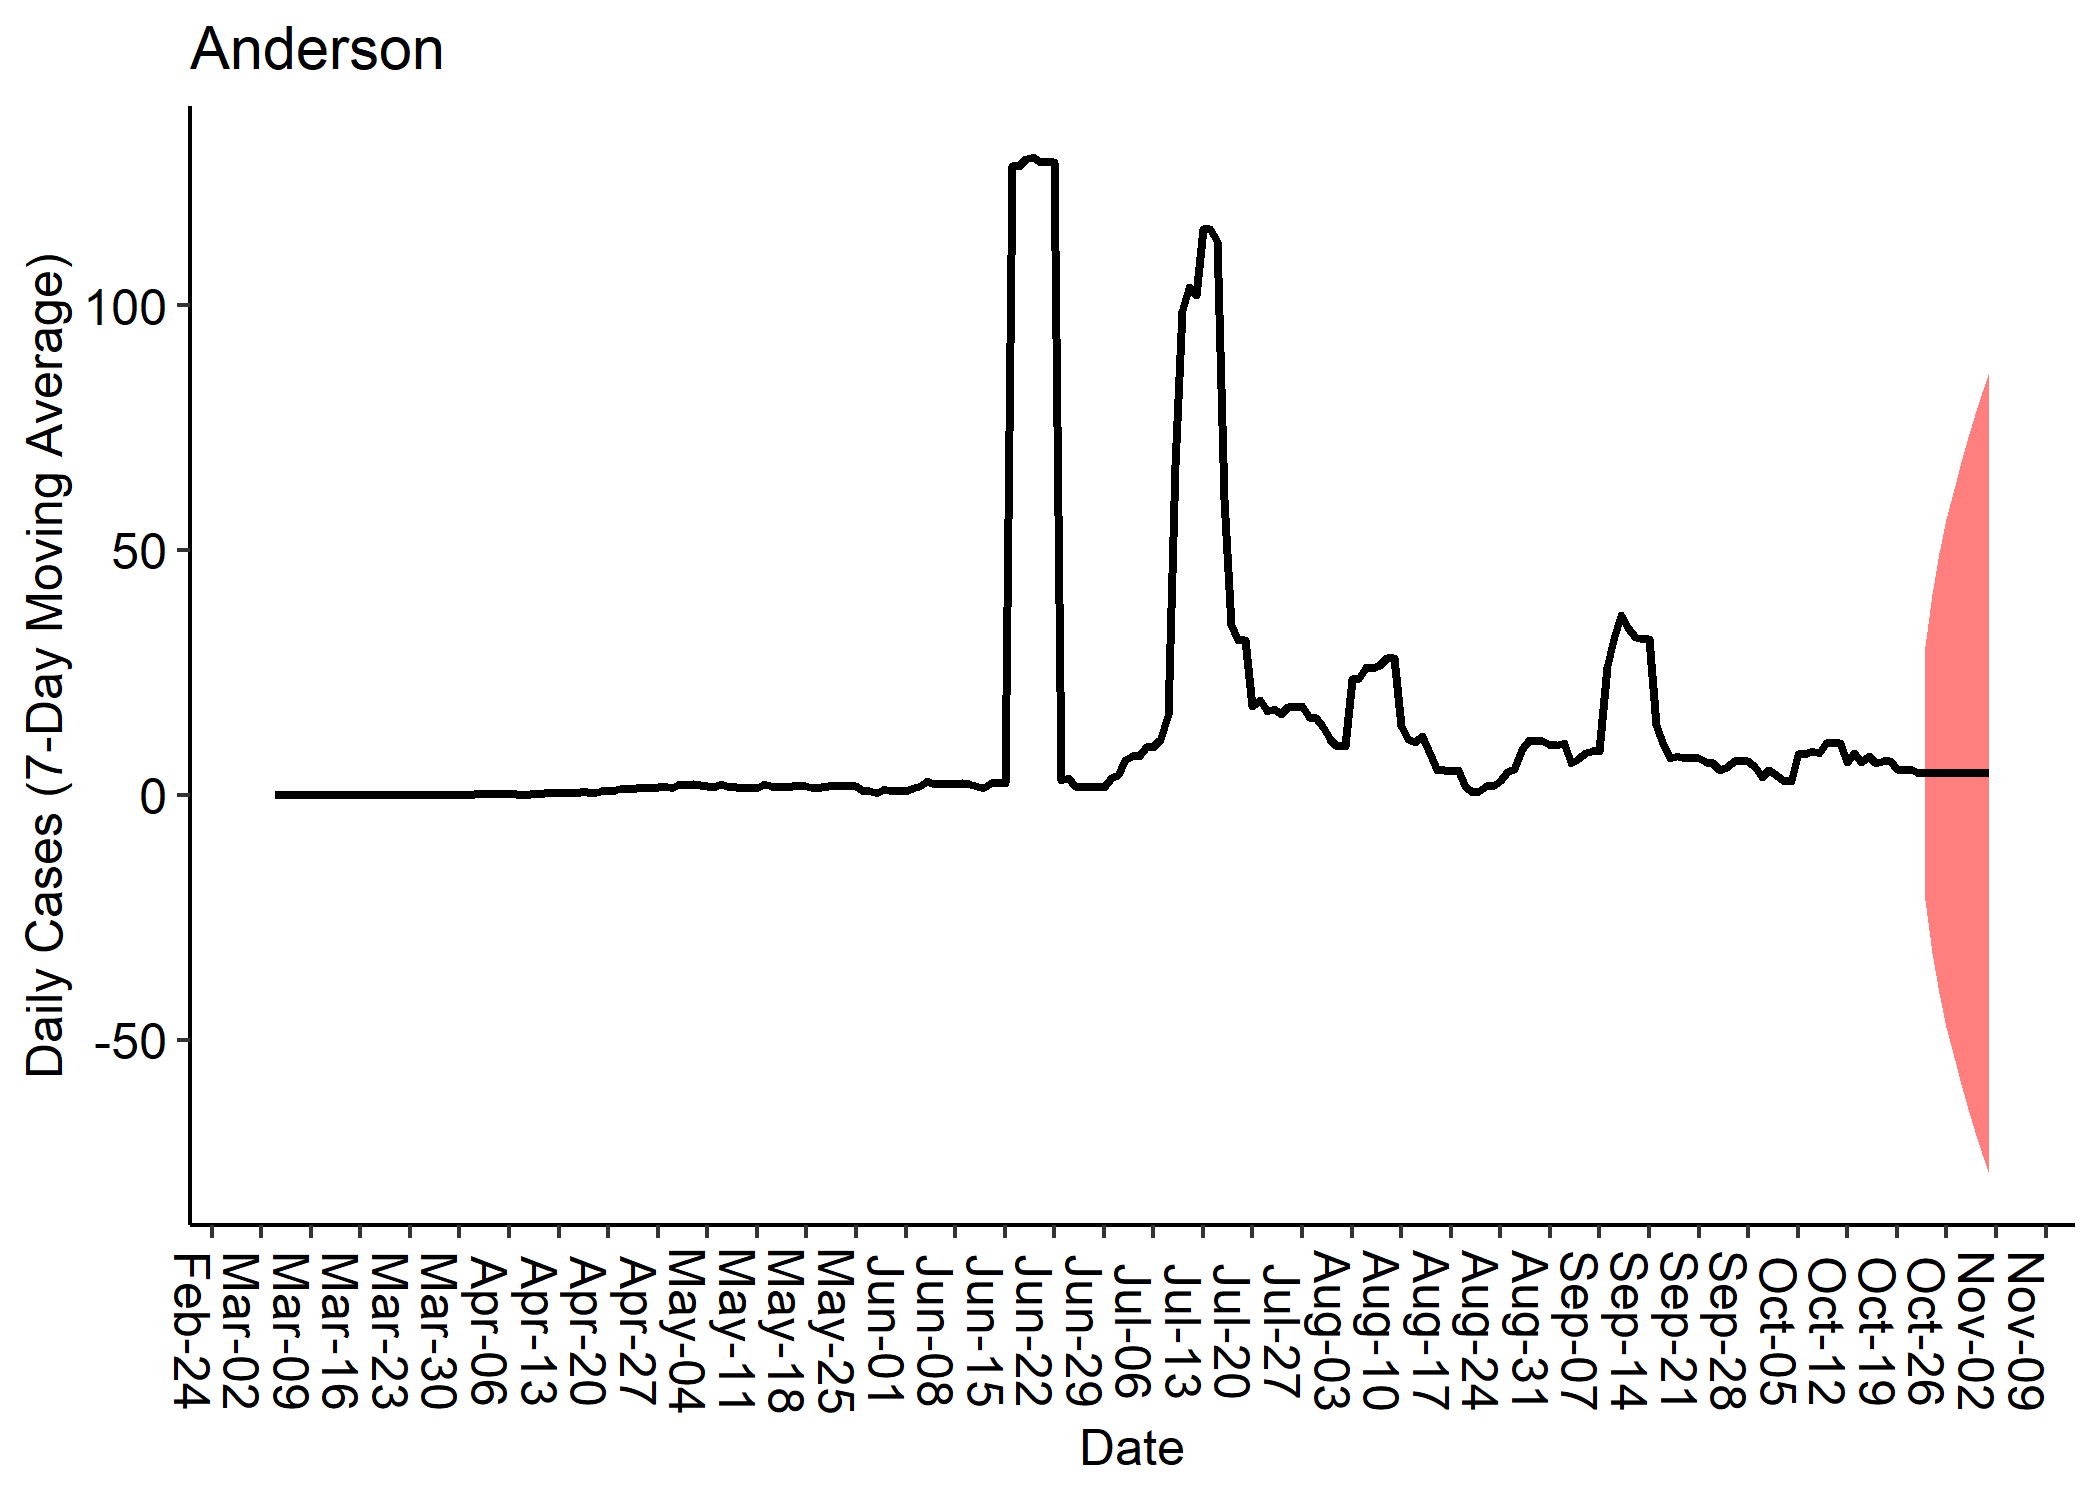 Anderson
Daily Cases (7-Day Moving Average)
100
50
0
-50
Feb-24
Mar-02
Mar-09
Mar-16
Mar-23
Mar-30
Apr-06
Apr-13
Apr-20
Apr-27
May-04
May-11
May-18
May-25
Jun-01
Jun-08
Jun-15
Jun-22
Jun-29
Jul-06
Jul-13
Jul-20
Jul-27
Aug-03
Aug-10
Aug-17
Aug-24
Aug-31
Sep-07
Sep-14
Sep-21
Sep-28
Oct-05
Oct-12
Oct-19
Oct-26
Nov-02
Nov-09
Date